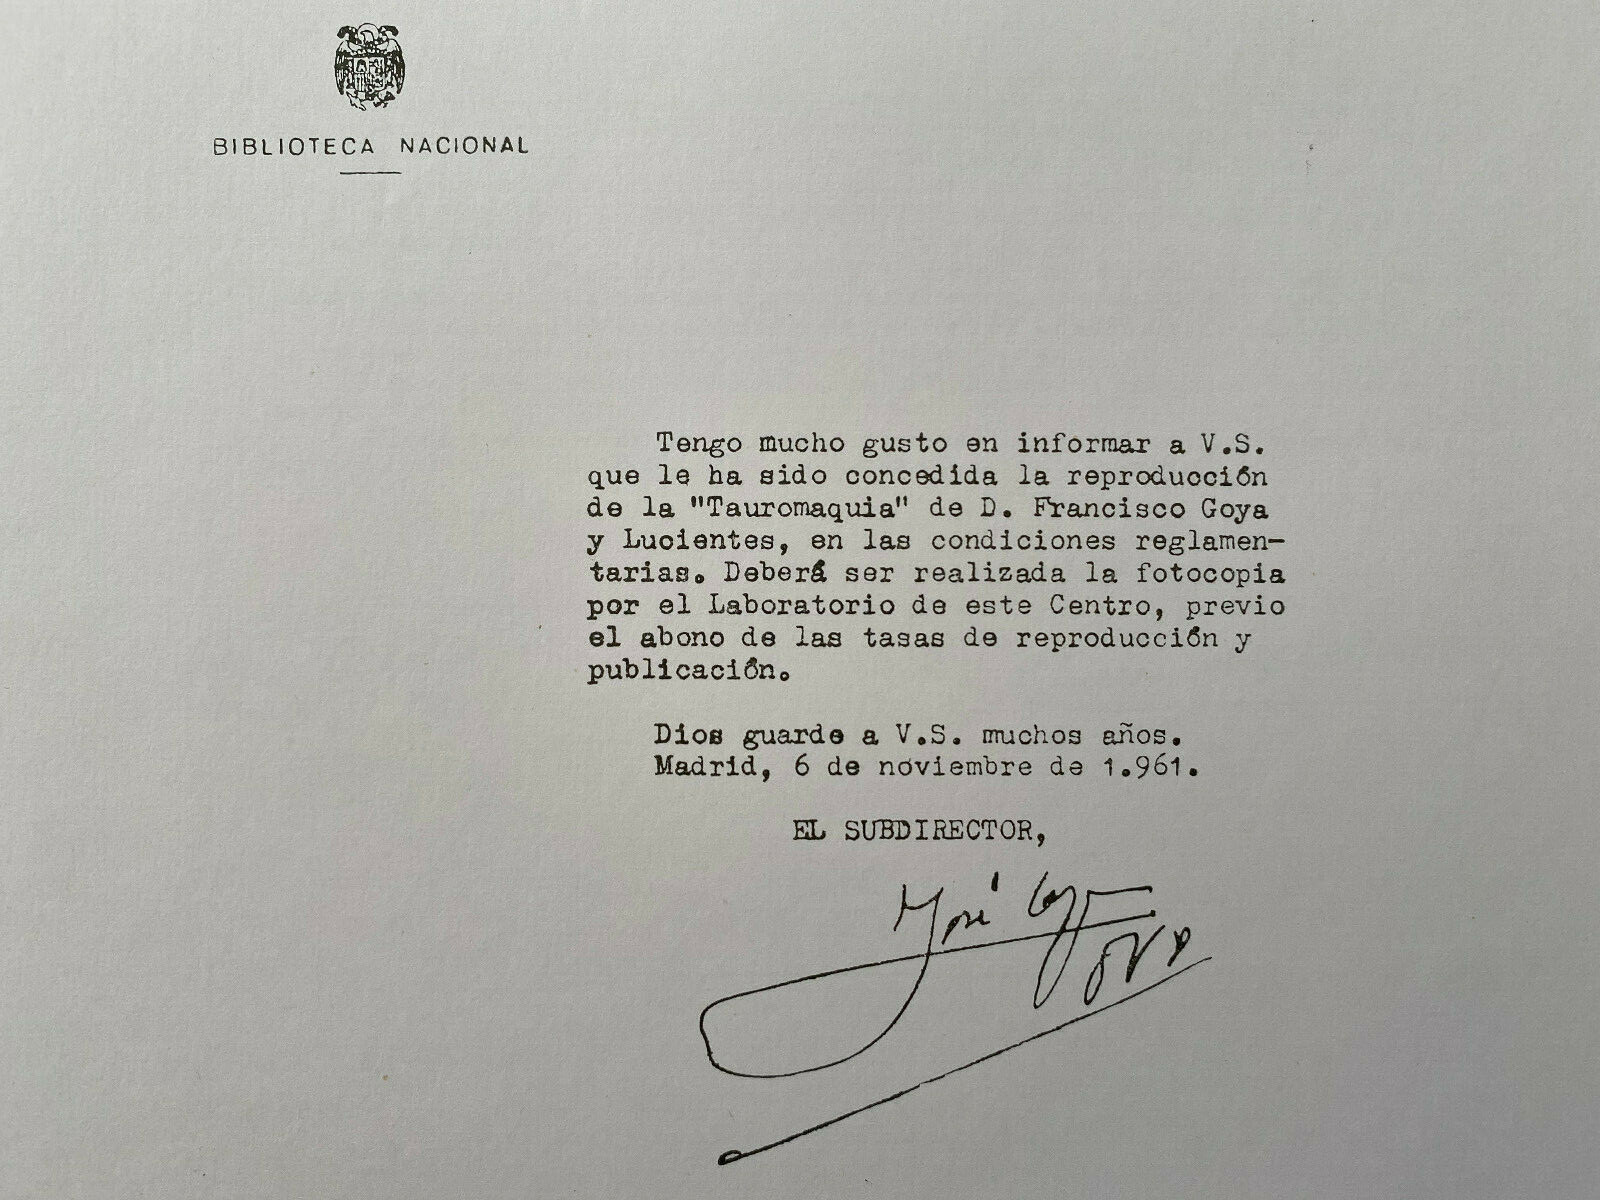 BIBLIOTECA NACIONAL
Tengo mucho gusto en informar a V.S.
que le ha sido concedida la reproducción
de la "Tauromaquia" de D. Francisco Goya
y Lucientes, en las condiciones reglamen-
tarias. Deberá ser realizada la fotocopia
por el Laboratorio de este Centro, previo
el abono de las tasas de reproducción y
publicación.
Dios guarde a V.S. muchos años.
Madrid, 6 de noviembre de 1.961.
EL SUBDIRECTOR,
José